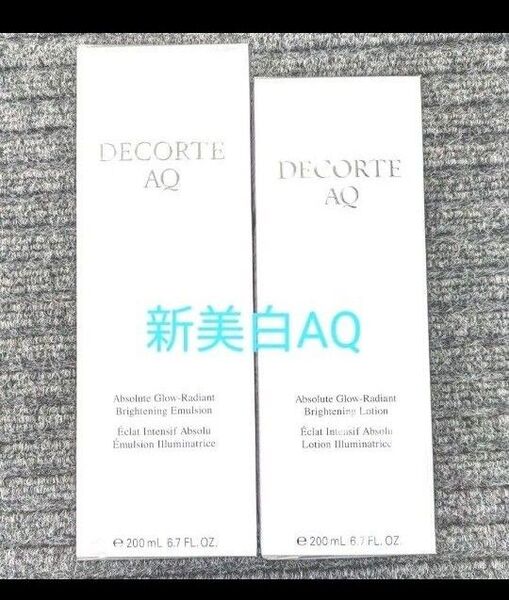 DECORTE
AQ
Absolute Glow-Radiant
Brightening Emulsion
Éclat Intensif Absolu
Émulsion Illuminatrice
℮ 200 mL 6.7 FL. OZ.
DECORTE
AQ
Absolute Glow-Radiant
Brightening Lotion
Éclat Intensif Absolu
Lotion Illuminatrice
℮ 200 mL 6.7 FL. OZ.
新美白AQ